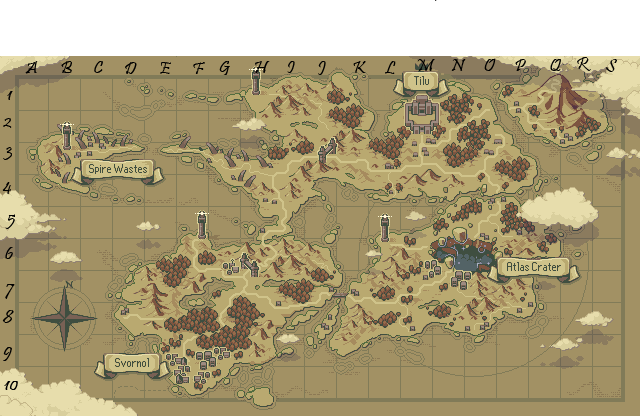 A B C D E F G H I J K L M N O P Q R S
Tilu
1
2
3
Spire Wastes
4
5
6
Atlas Crater
7
N
8
9
Svornol
10